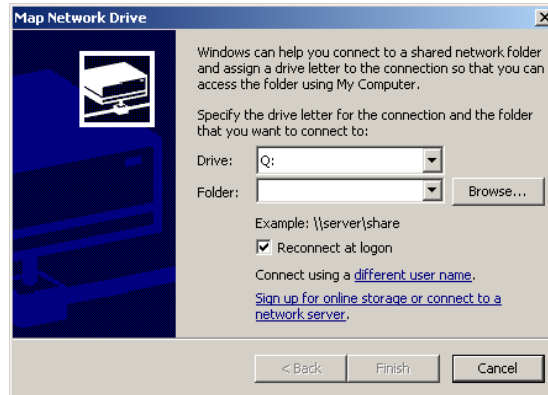 Map Network Drive
Windows can help you connect to a shared network folder
and assign a drive letter to the connection so that you can
access the folder using My Computer.
Specify the drive letter for the connection and the folder
that you want to connect to:
Drive: Q:
Folder: Browse...
Example: \\server\share
Reconnect at logon
Connect using a different user name.
Sign up for online storage or connect to a
network server.
< Back Finish Cancel